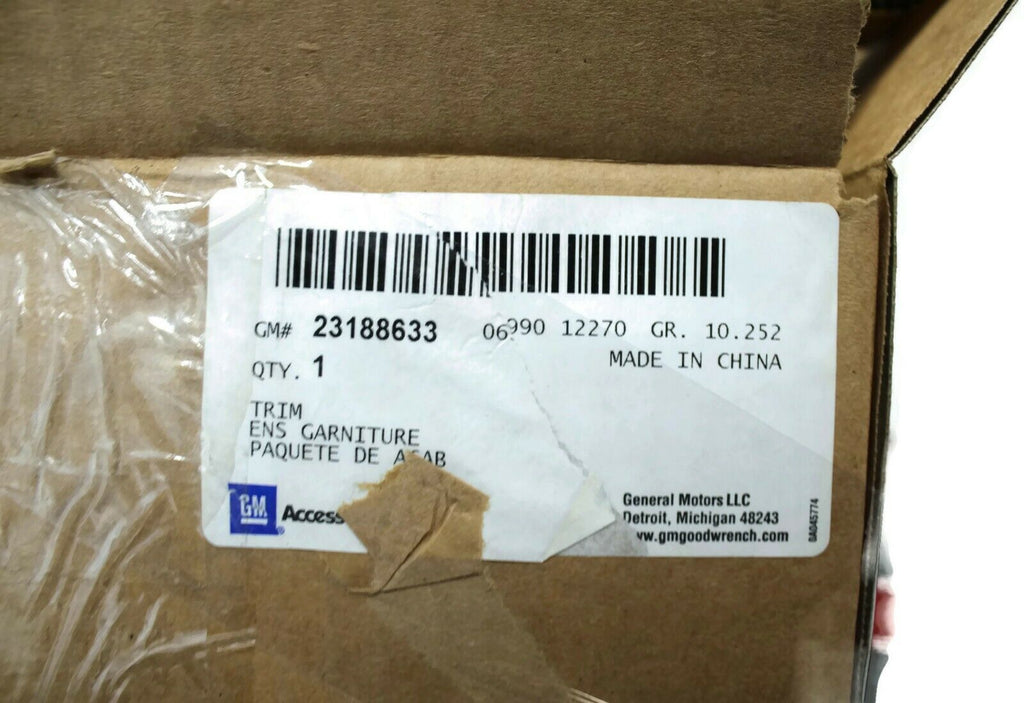 GM# 23188633 06990 12270 GR. 10.252
QTY. 1 MADE IN CHINA
TRIM
ENS GARNITURE
PAQUETE DE
GM
General Motors LLC
Detroit, Michigan 48243
www.gmgoodwrench.com